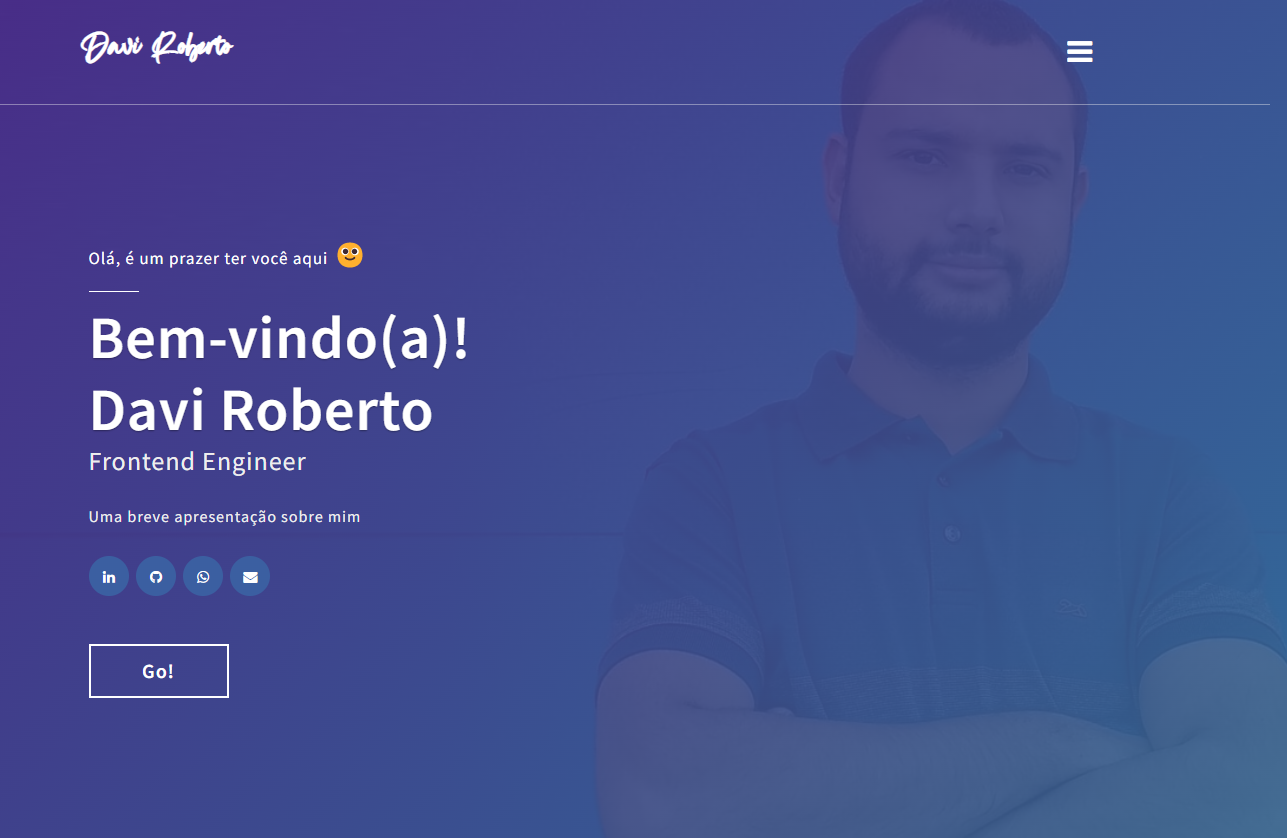 Davi Roberto
Olá, é um prazer ter você aqui
Bem-vindo(a)!
Davi Roberto
Frontend Engineer
Uma breve apresentação sobre mim
Go!